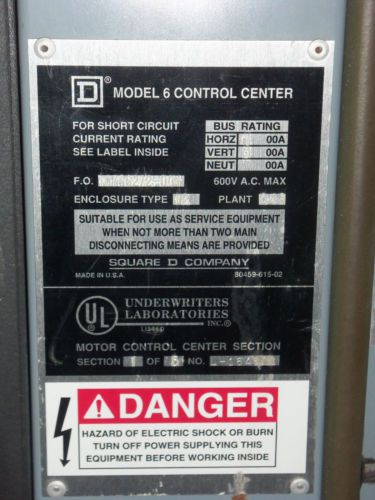 D MODEL 6 CONTROL CENTER
FOR SHORT CIRCUIT
CURRENT RATING
SEE LABEL INSIDE
BUS RATING
HORZ 00A
VERT 00A
NEUT 00A
F.O. 600V A.C. MAX
ENCLOSURE TYPE PLANT
SUITABLE FOR USE AS SERVICE EQUIPMENT
WHEN NOT MORE THAN TWO MAIN
DISCONNECTING MEANS ARE PROVIDED
SQUARE D COMPANY
MADE IN U.S.A. 80459-615-02
UL
LISTED
UNDERWRITERS
LABORATORIES
INC.®
MOTOR CONTROL CENTER SECTION
SECTION 1 OF NO.
DANGER
HAZARD OF ELECTRIC SHOCK OR BURN
TURN OFF POWER SUPPLYING THIS
EQUIPMENT BEFORE WORKING INSIDE